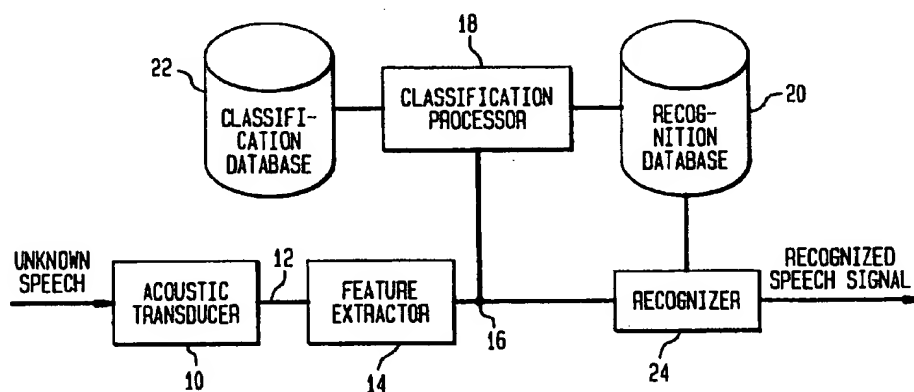 18
22
CLASSIFI-
CATION
DATABASE
CLASSIFICATION
PROCESSOR
RECOG-
NITION
DATABASE
20
UNKNOWN
SPEECH
ACOUSTIC
TRANSDUCER
10
12
FEATURE
EXTRACTOR
14
16
RECOGNIZER
24
RECOGNIZED
SPEECH SIGNAL